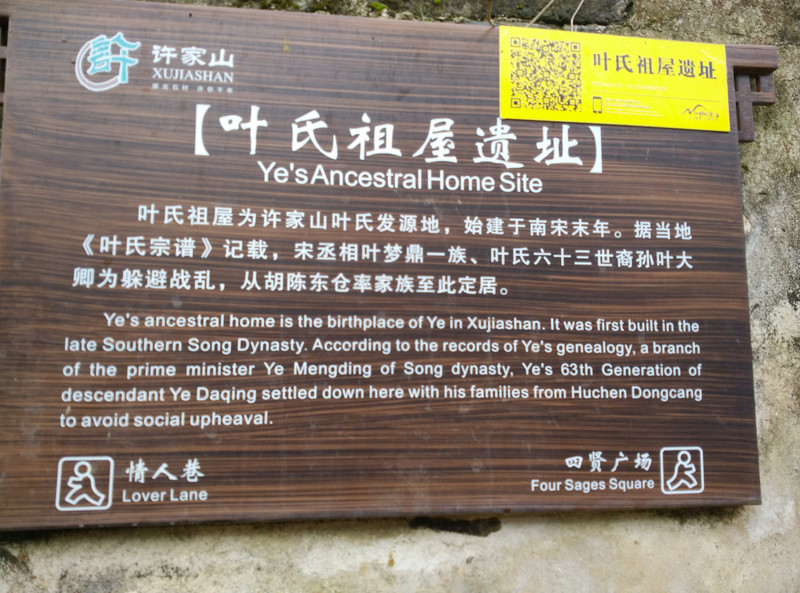 许家山
XUJIASHAN
叶氏祖屋遗址
【叶氏祖屋遗址】
Ye's Ancestral Home Site
叶氏祖屋为许家山叶氏发源地，始建于南宋末年。据当地
《叶氏宗谱》记载，宋丞相叶梦鼎一族、叶氏六十三世裔孙叶大
卿为躲避战乱，从胡陈东仓率家族至此定居。
Ye's ancestral home is the birthplace of Ye in Xujiashan. It was first built in the
late Southern Song Dynasty. According to the records of Ye's genealogy, a branch
of the prime minister Ye Mengding of Song dynasty, Ye's 63th Generation of
descendant Ye Daqing settled down here with his families from Huchen Dongcang
to avoid social upheaval.
情人巷
Lover Lane
四贤广场
Four Sages Square